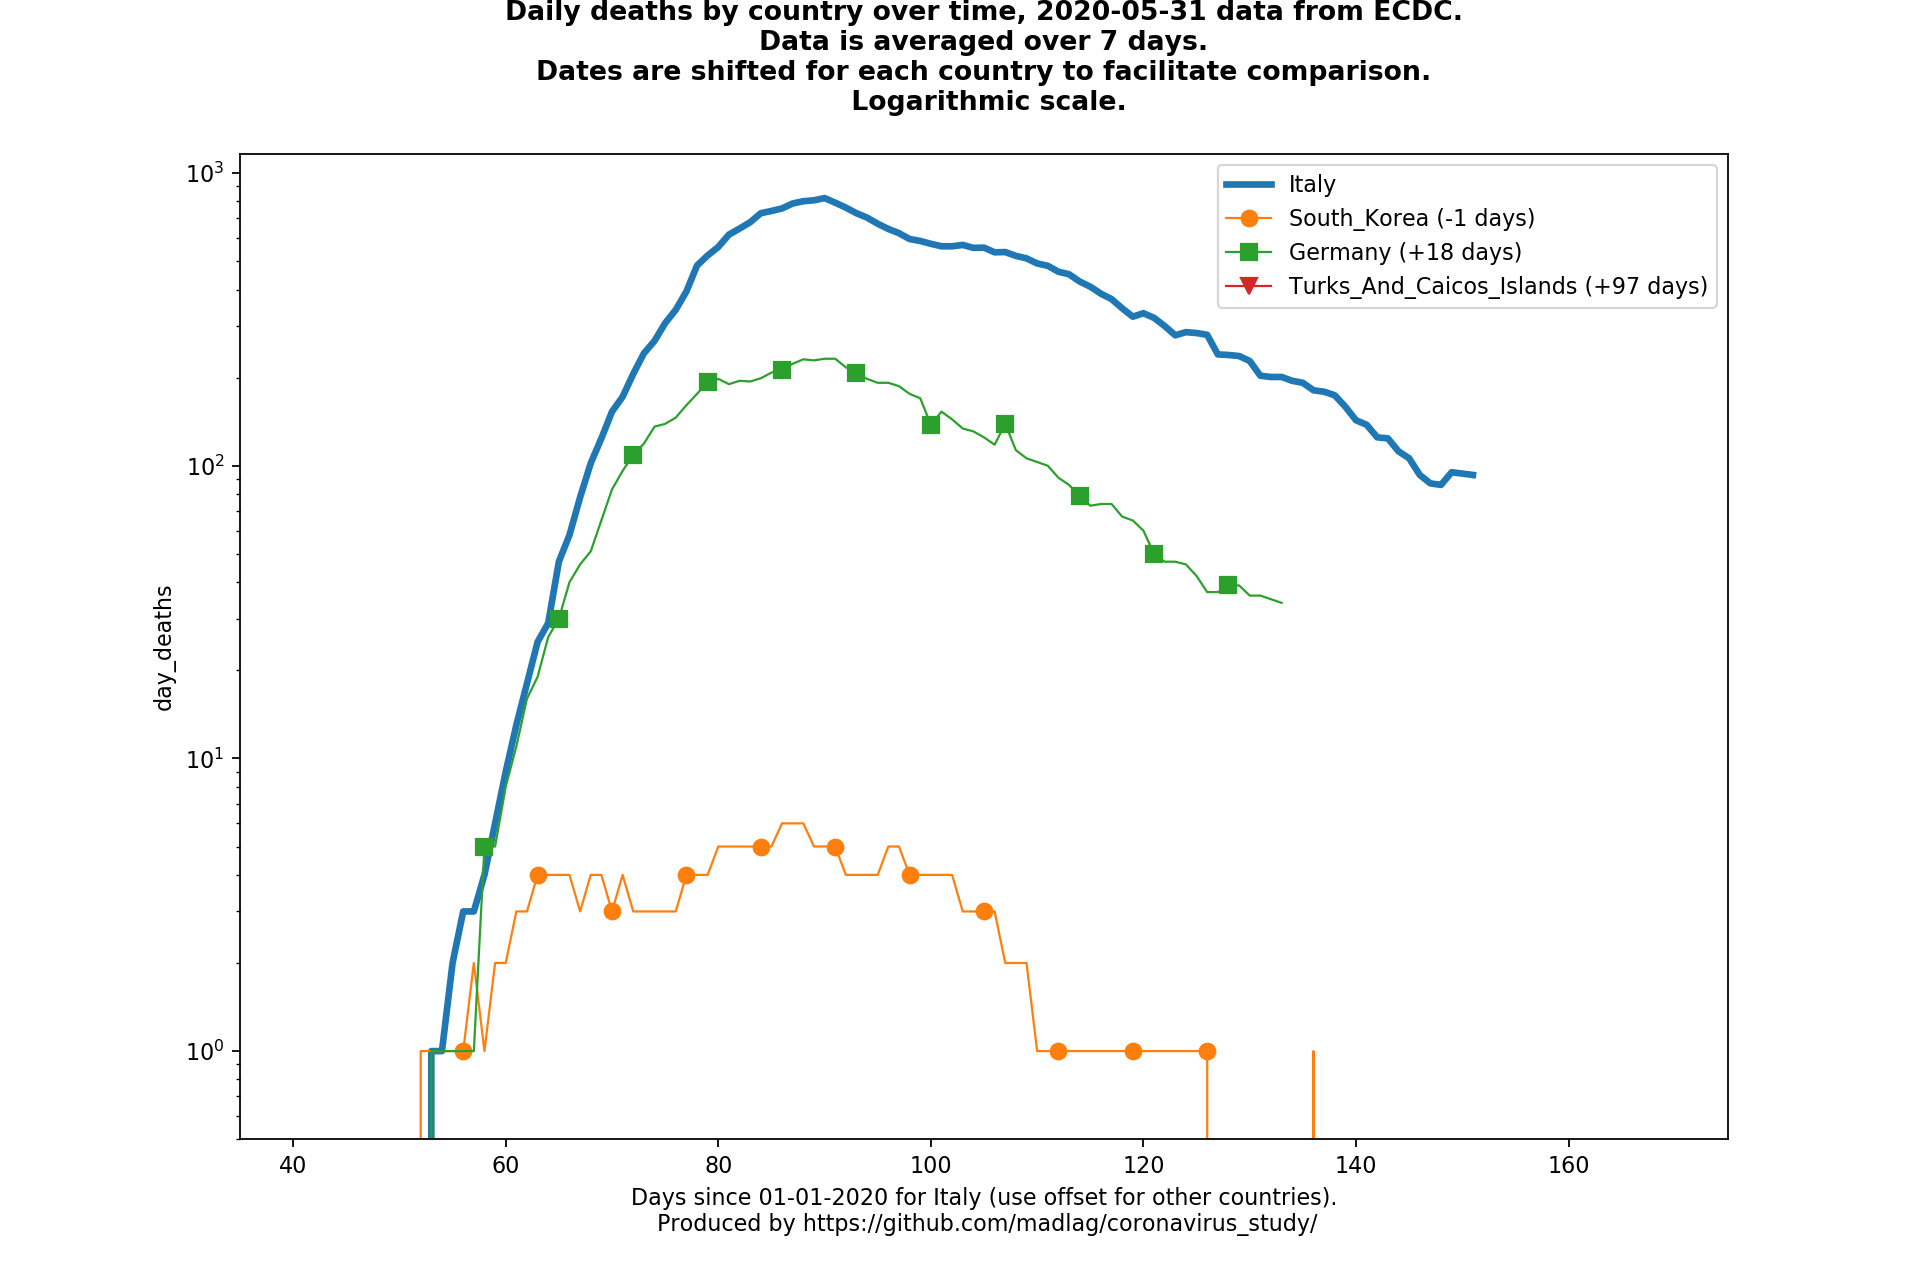 Daily deaths by country over time, 2020-05-31 data from ECDC.
Data is averaged over 7 days.
Dates are shifted for each country to facilitate comparison.
Logarithmic scale.
10³
Italy
South_Korea (-1 days)
Germany (+18 days)
Turks_And_Caicos_Islands (+97 days)
10²
day_deaths
10¹
10⁰
40 60 80 100 120 140 160
Days since 01-01-2020 for Italy (use offset for other countries).
Produced by https://github.com/madlag/coronavirus_study/